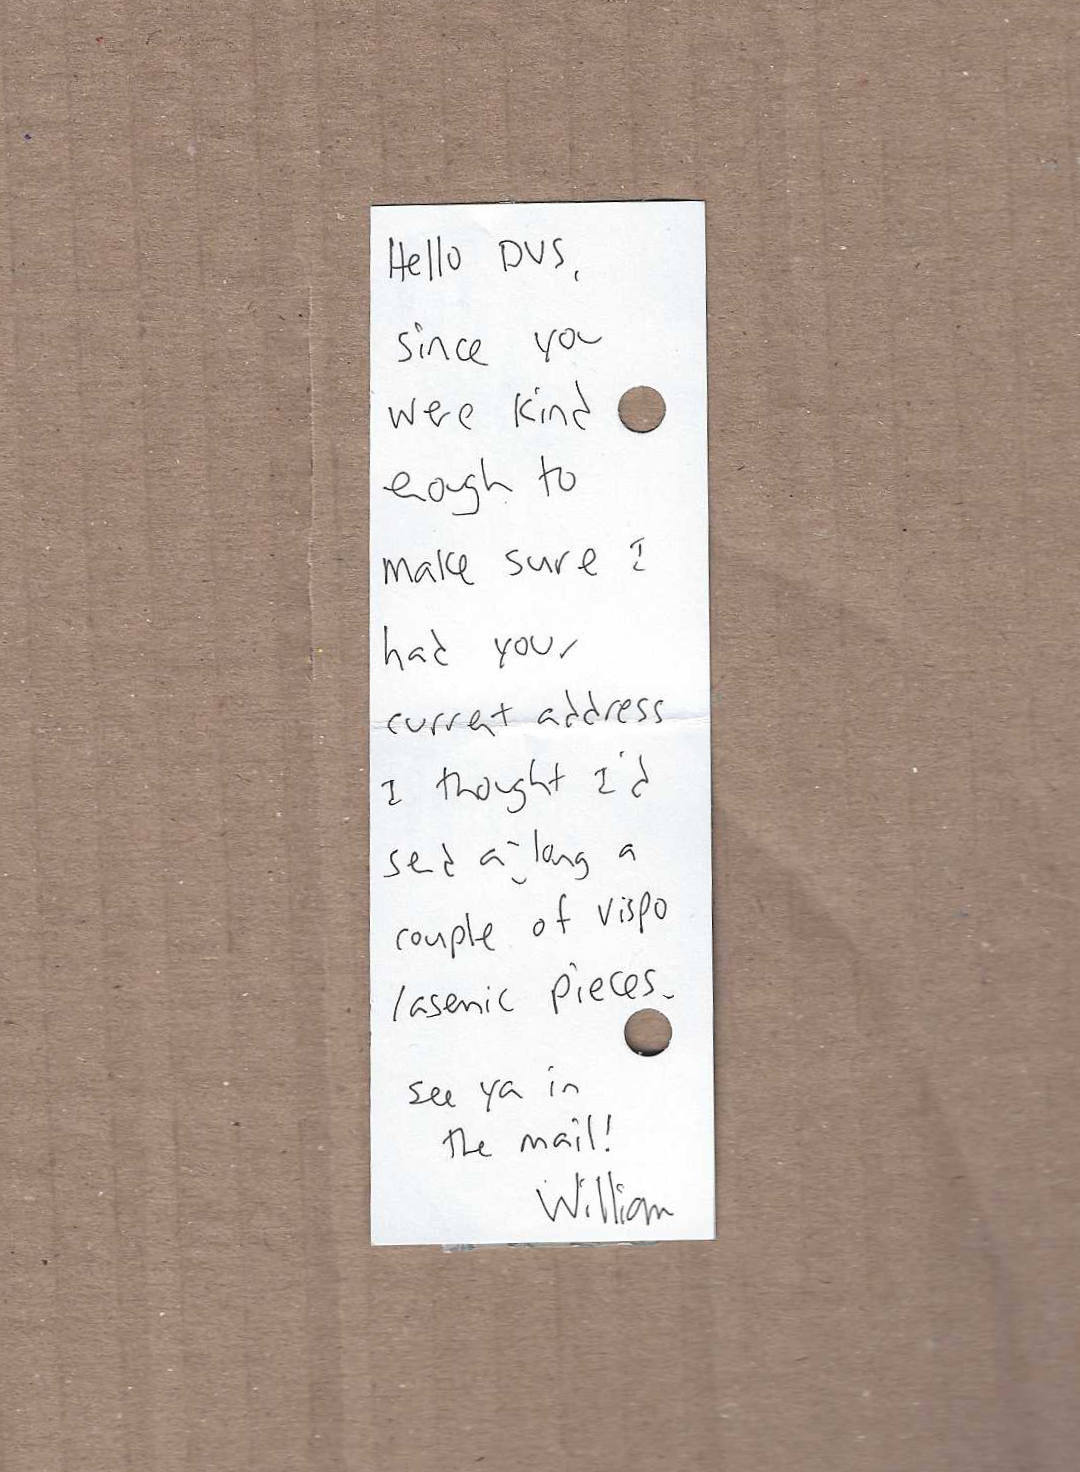 Hello DVS,
since you
were kind
eough to
make sure I
had your
current address
I thought I'd
sed a long a
couple of vispo
/asemic pieces.
see ya in
the mail!
William